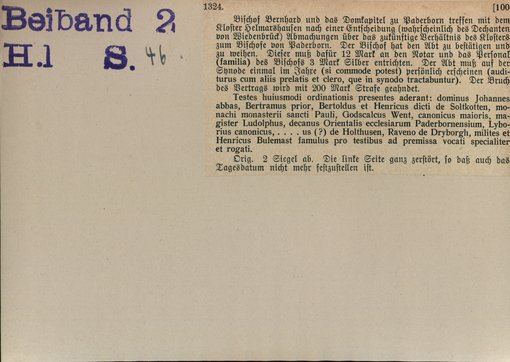 Beiband 2
H.1 S. 46
1324. [100
Bischof Bernhard und das Domkapitel zu Paderborn treffen mit dem
Kloster Helmarshausen nach einer Entscheidung (wahrscheinlich des Dechanten
von Wiedenbrück) Abmachungen über das zukünftige Verhältnis des Klosters
zum Bischofe von Paderborn. Der Bischof hat den Abt zu bestätigen und
zu weihen. Dieser muß dafür 12 Mark an den Notar und das Personal
(familia) des Bischofs 3 Mark Silber entrichten. Der Abt muß auf der
Synode einmal im Jahre (si commode potest) persönlich erscheinen (audi-
turus cum aliis prelatis et clero, que in synodo tractabuntur). Der Bruch
des Vertrags wird mit 200 Mark Strafe geahndet.
Testes huiusmodi ordinationis presentes aderant: dominus Johannes
abbas, Bertramus prior, Bertoldus et Henricus dicti de Soltkotten, mo-
nachi monasterii sancti Pauli, Godscalcus Went, canonicus maioris, ma-
gister Ludolphus, decanus Orientalis ecclesiarum Paderbornensium, Lybo-
rius canonicus, . . . . us (?) de Holthusen, Raveno de Dryborgh, milites et
Henricus Bulemast famulus pro testibus ad premissa vocati specialiter
et rogati.
Orig. 2 Siegel ab. Die linke Seite ganz zerstört, so daß auch das
Tagesdatum nicht mehr festzustellen ist.